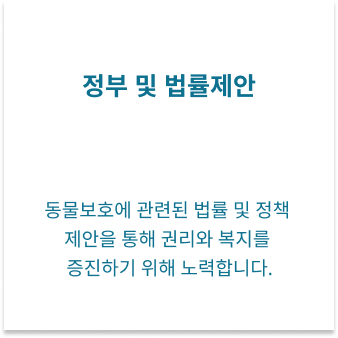 정부 및 법률제안
동물보호에 관련된 법률 및 정책
제안을 통해 권리와 복지를
증진하기 위해 노력합니다.